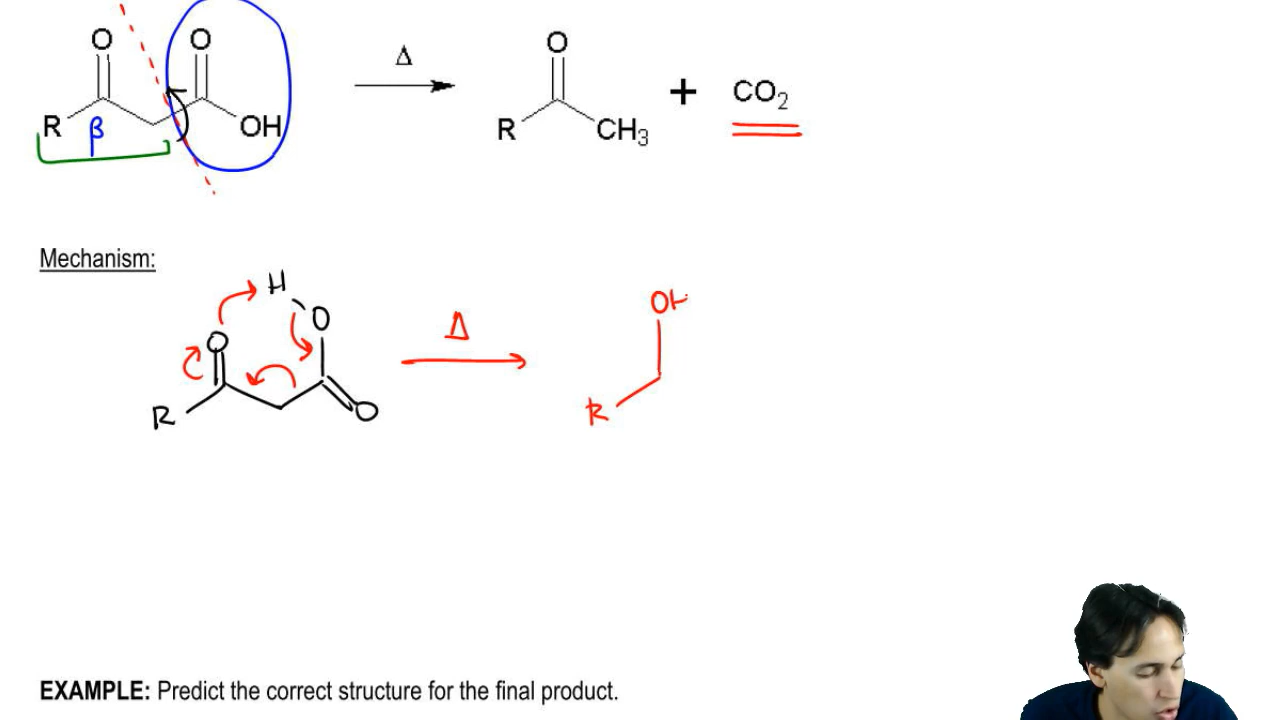 O O Δ O
R β OH R CH₃ + CO₂
Mechanism:
H
O O Δ OH
R O R
EXAMPLE: Predict the correct structure for the final product.